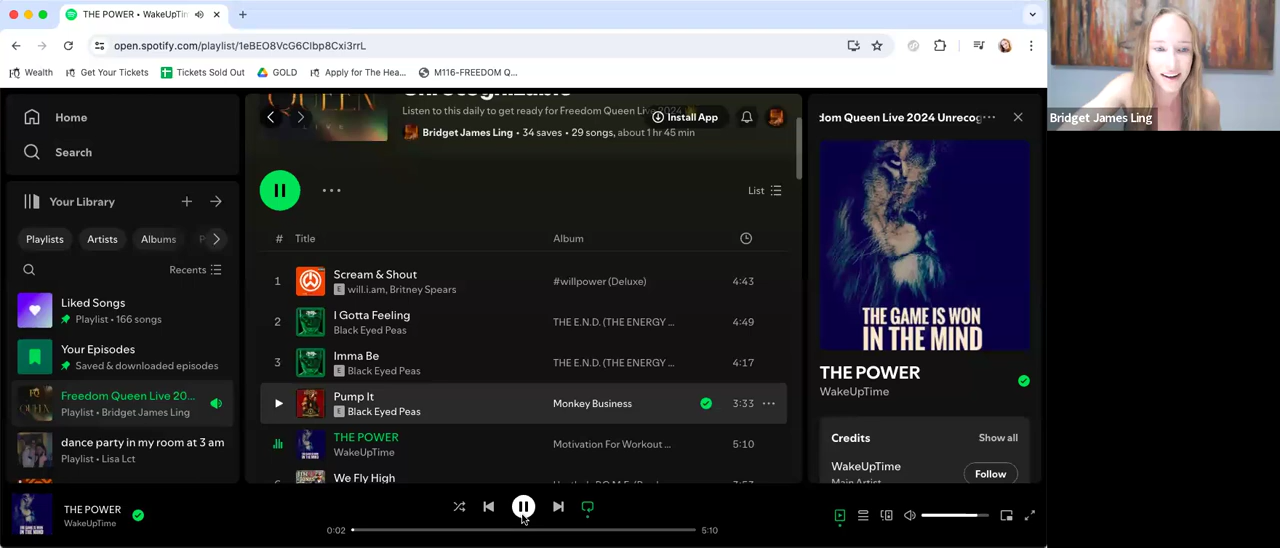 THE POWER • WakeUpTim
open.spotify.com/playlist/1eBEO8VcG6Clbp8Cxi3rrL
Wealth
Get Your Tickets
Tickets Sold Out
GOLD
Apply for The Hea...
M116-FREEDOM Q...
Home
Search
Your Library
Playlists
Artists
Albums
Recents
Liked Songs
Playlist • 166 songs
Your Episodes
Saved & downloaded episodes
Freedom Queen Live 20...
Playlist • Bridget James Ling
dance party in my room at 3 am
Playlist • Lisa Lct
QUEEN
LIVE
Unrecognizable
Listen to this daily to get ready for Freedom Queen Live 2024
Install App
Bridget James Ling • 34 saves • 29 songs, about 1 hr 45 min
List
# Title Album
1 Scream & Shout #willpower (Deluxe) 4:43
E will.i.am, Britney Spears
2 I Gotta Feeling THE E.N.D. (THE ENERGY ... 4:49
Black Eyed Peas
3 Imma Be THE E.N.D. (THE ENERGY ... 4:17
E Black Eyed Peas
Pump It Monkey Business 3:33
E Black Eyed Peas
THE POWER Motivation For Workout ... 5:10
WakeUpTime
We Fly High
dom Queen Live 2024 Unrecog
THE GAME IS WON
IN THE MIND
THE POWER
WakeUpTime
Credits Show all
WakeUpTime
Main Artist
Follow
Bridget James Ling
THE POWER
WakeUpTime
0:02
5:10